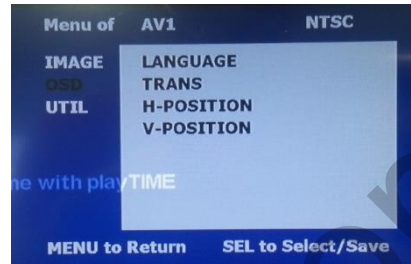 Menu of AV1 NTSC
IMAGE LANGUAGE
OSD TRANS
UTIL H-POSITION
V-POSITION
ne with playTIME
MENU to Return SEL to Select/Save